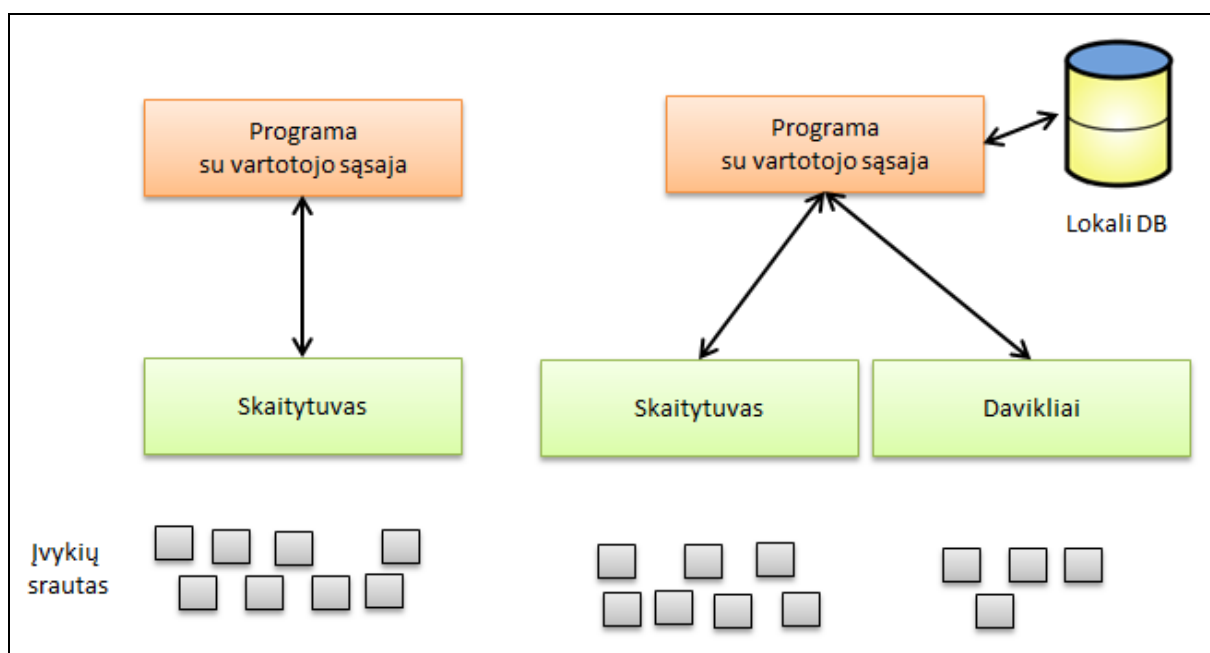 Programa
su vartotojo sąsaja
Programa
su vartotojo sąsaja
Lokali DB
Skaitytuvas
Skaitytuvas
Davikliai
Įvykių
srautas